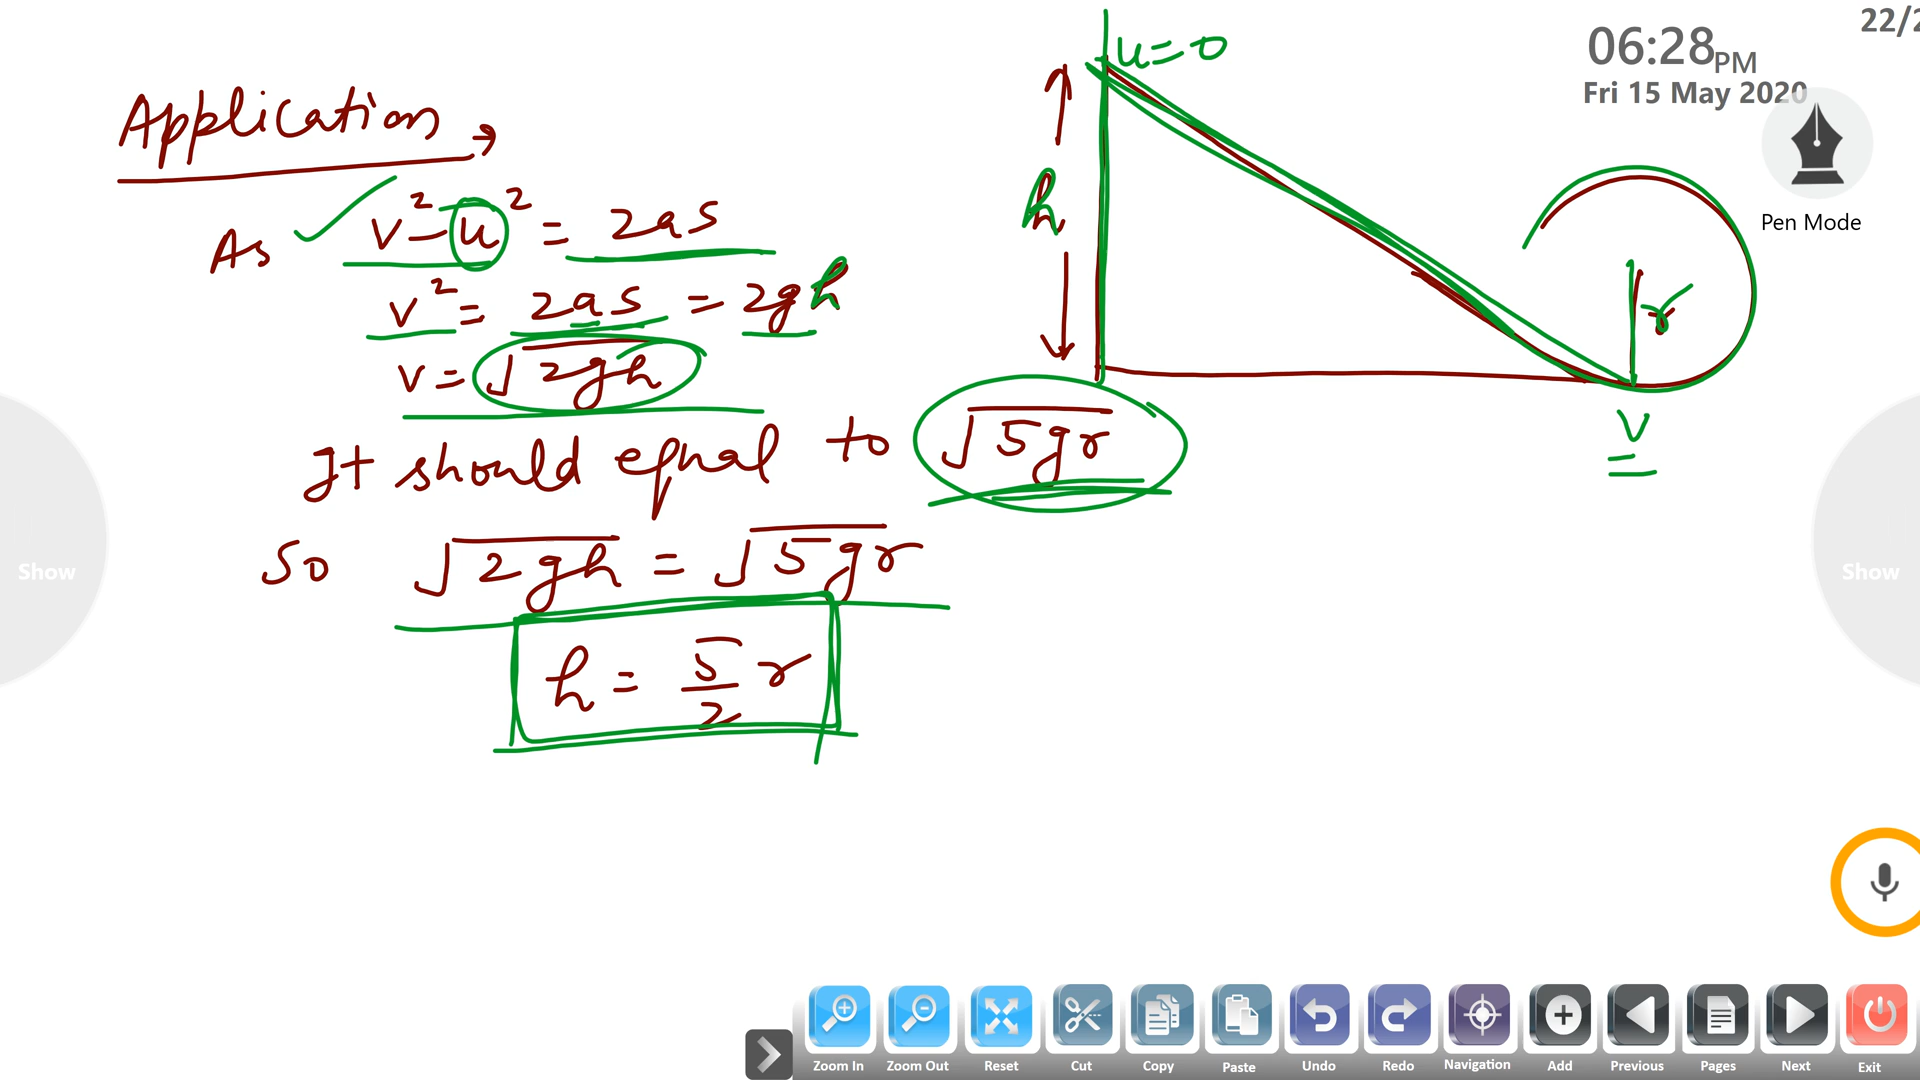 22/2
06:28PM
Fri 15 May 2020
Pen Mode
Application →
As v² - u² = 2as
v² = 2as = 2gh
v = √2gh
It should equal to √5gr
So √2gh = √5gr
h = 5/2 r
u = 0
h
r
v
Show
Show
Zoom In Zoom Out Reset Cut Copy Paste Undo Redo Navigation Add Previous Pages Next Exit